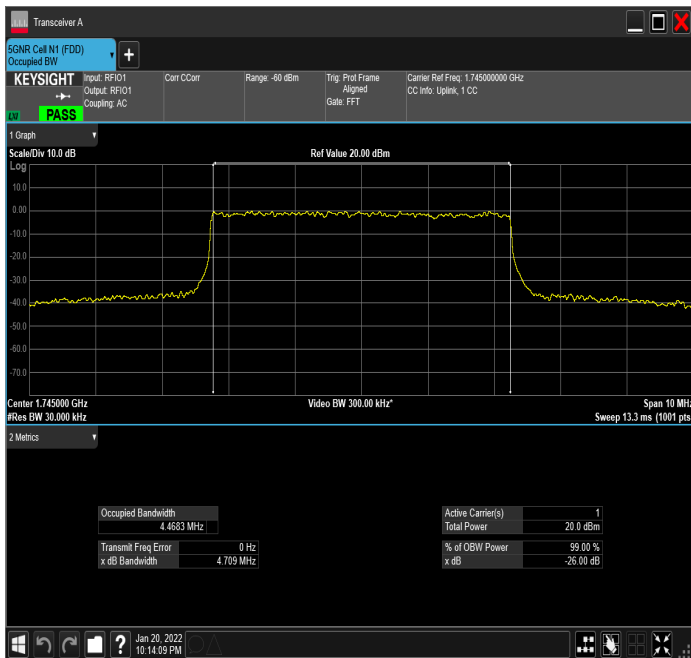 Transceiver A
5GNR Cell N1 (FDD)
Occupied BW
+
KEYSIGHT
LXI
PASS
Input: RFIO1
Output: RFIO1
Coupling: AC
Corr CCorr
Range: -60 dBm
Trig: Prot Frame
Aligned
Gate: FFT
Carrier Ref Freq: 1.745000000 GHz
CC Info: Uplink, 1 CC
1 Graph
Scale/Div 10.0 dB
Ref Value 20.00 dBm
Log
10.0
0.00
-10.0
-20.0
-30.0
-40.0
-50.0
-60.0
-70.0
Center 1.745000 GHz
Video BW 300.00 kHz*
Span 10 MHz
#Res BW 30.000 kHz
Sweep 13.3 ms (1001 pts
2 Metrics
Occupied Bandwidth
4.4683 MHz
Transmit Freq Error 0 Hz
x dB Bandwidth 4.709 MHz
Active Carrier(s) 1
Total Power 20.0 dBm
% of OBW Power 99.00 %
x dB -26.00 dB
?
Jan 20, 2022
10:14:09 PM